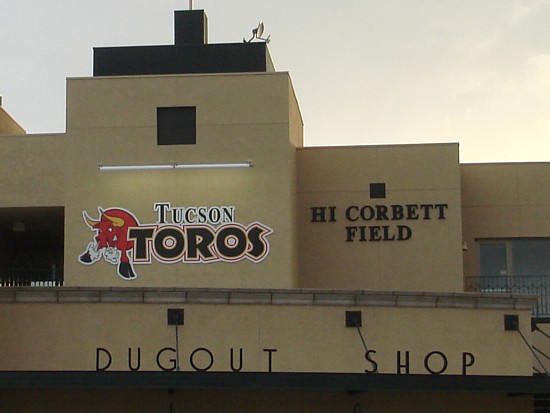 TUCSON
TOROS
HI CORBETT
FIELD
DUGOUT SHOP